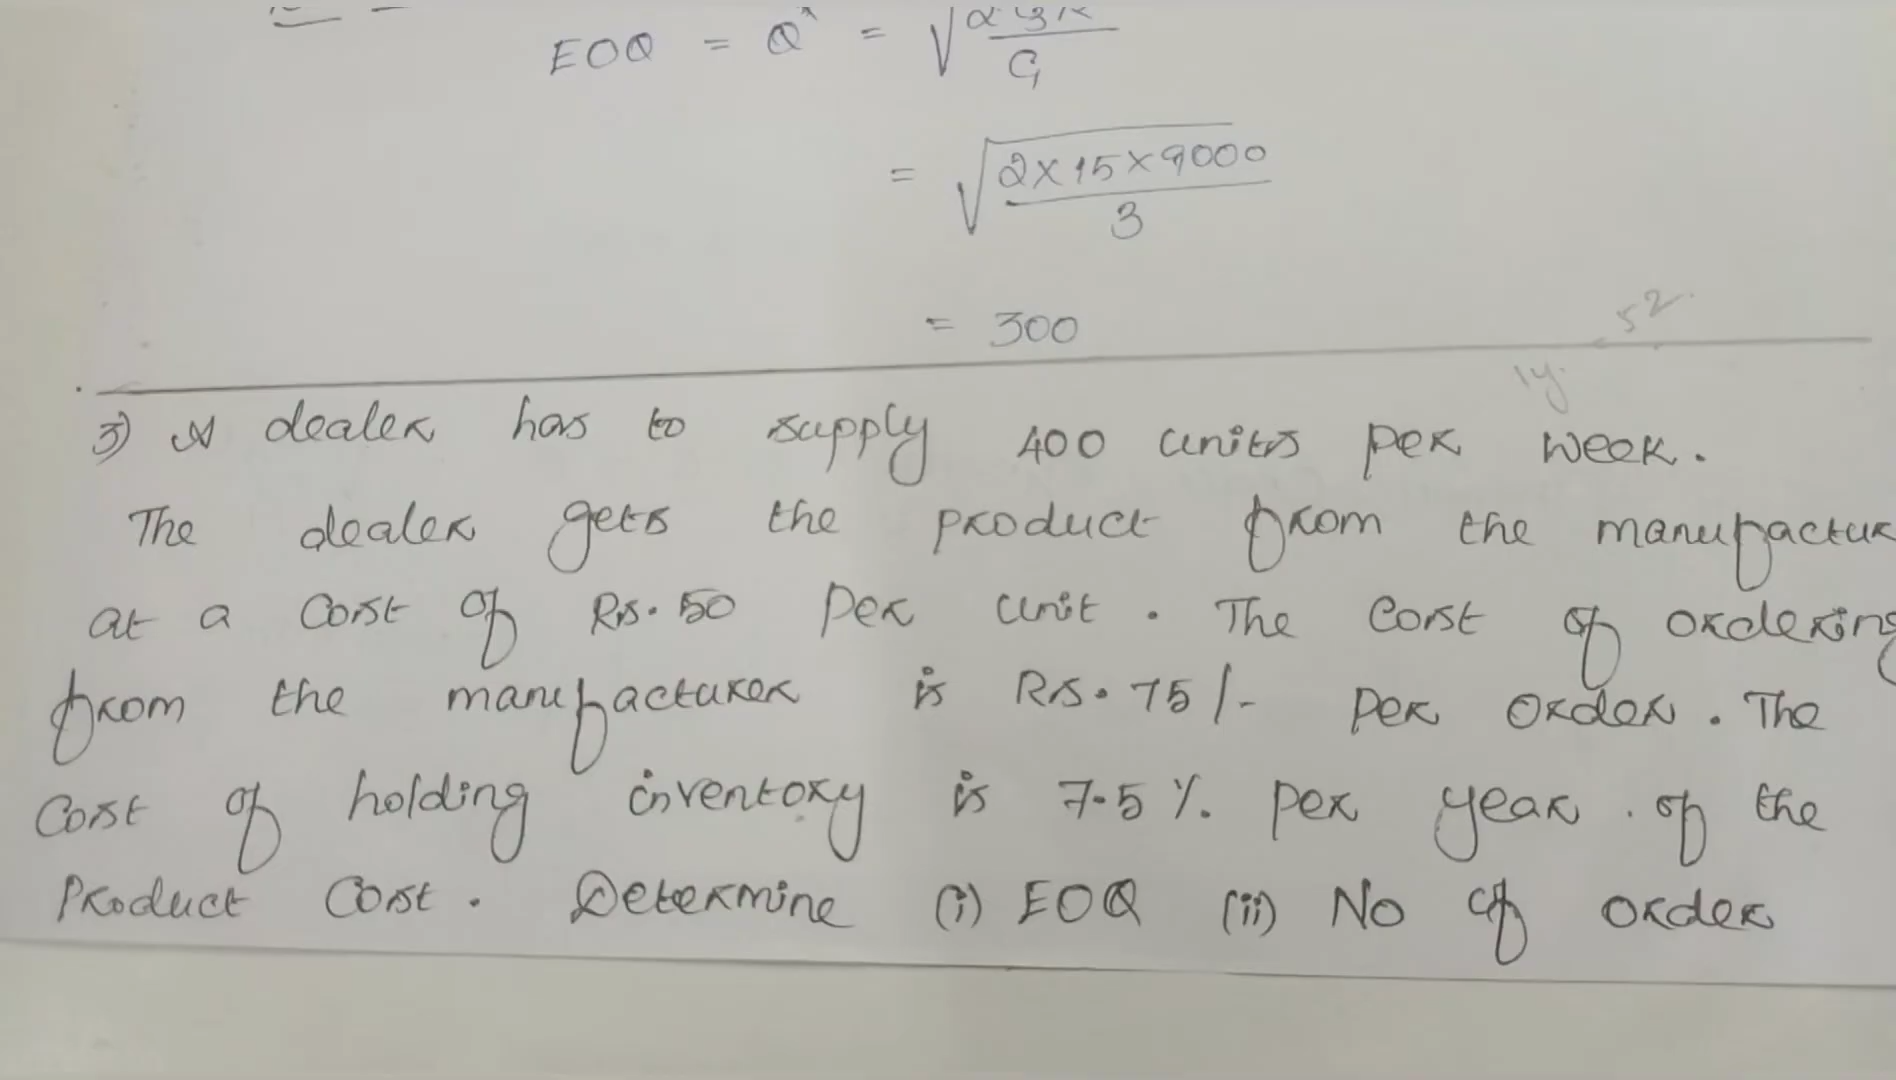 EOQ = Q* = √
= √2×15×9000/3
= 300
52.
1y.
3) A dealer has to supply 400 units per week.
The dealer gets the product from the manufactur
at a cost of Rs. 50 per unit. The cost of ordering
from the manufacturer is Rs. 75/- per order. The
cost of holding inventory is 7.5 %. per year. of the
Product cost. Determine (i) EOQ (ii) No of order